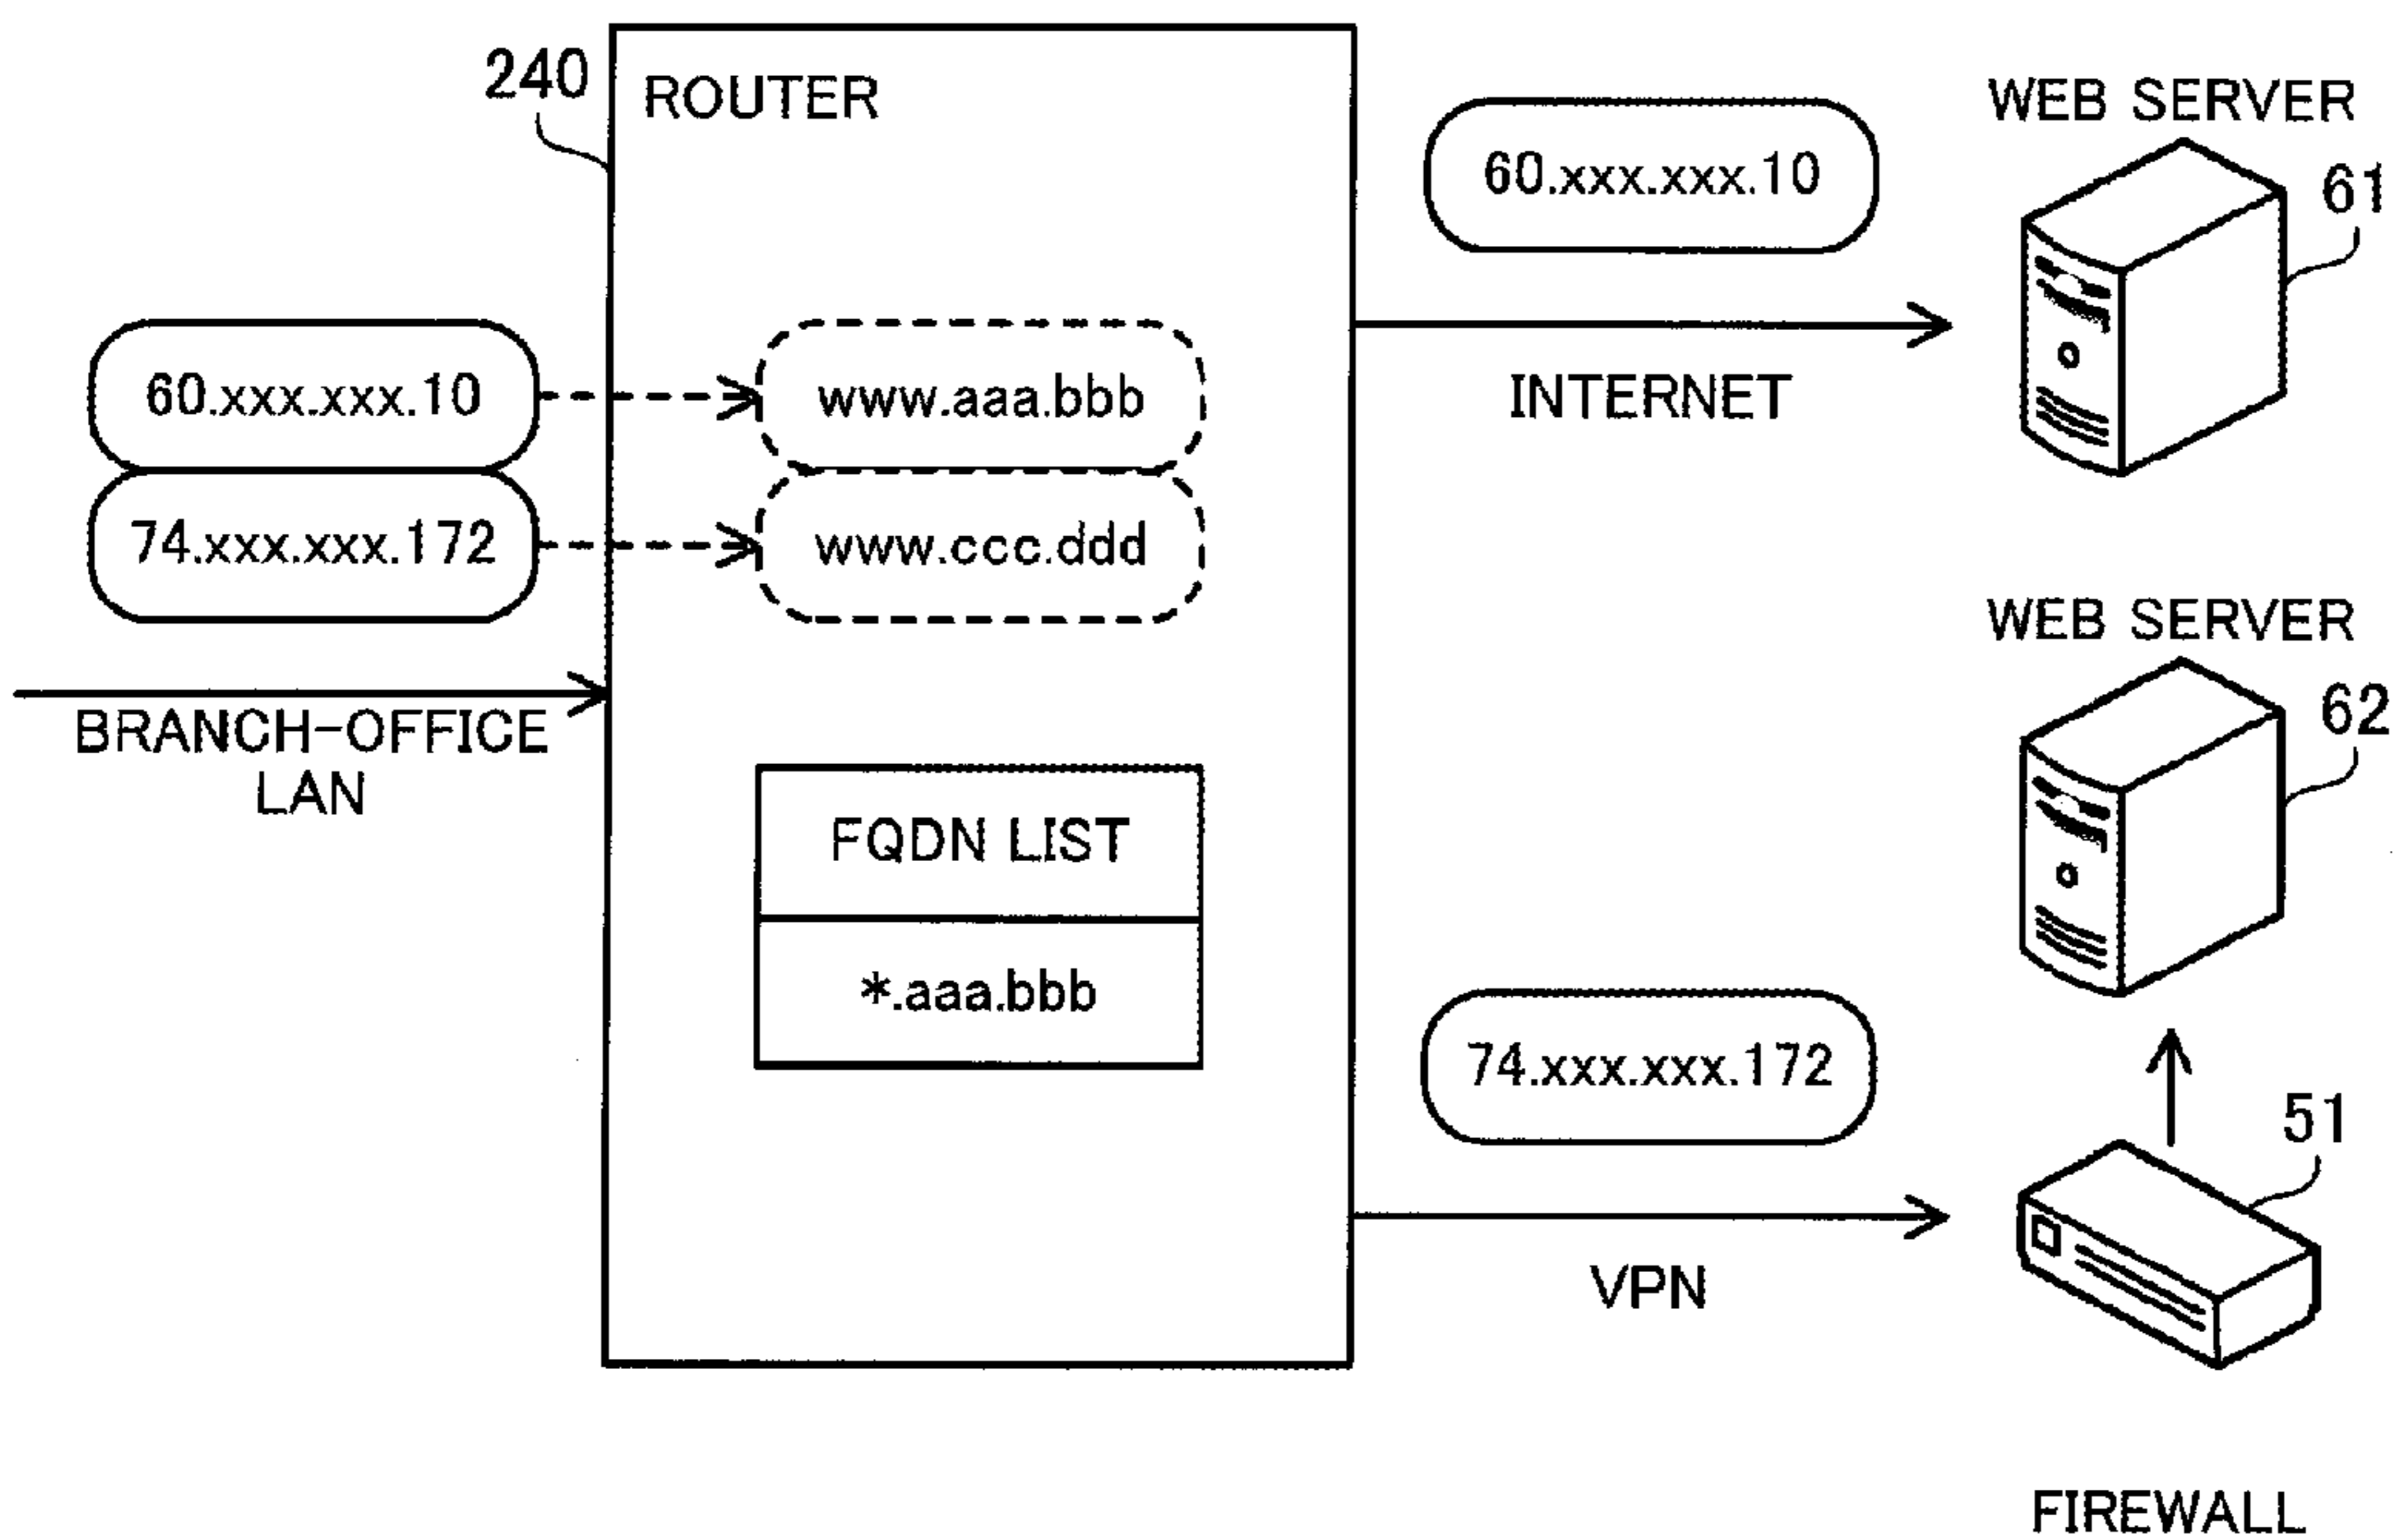 240
ROUTER
60.xxx.xxx.10
WEB SERVER
61
60.xxx.xxx.10
www.aaa.bbb
INTERNET
74.xxx.xxx.172
www.ccc.ddd
WEB SERVER
62
BRANCH-OFFICE
LAN
FQDN LIST
*.aaa.bbb
74.xxx.xxx.172
51
VPN
FIREWALL